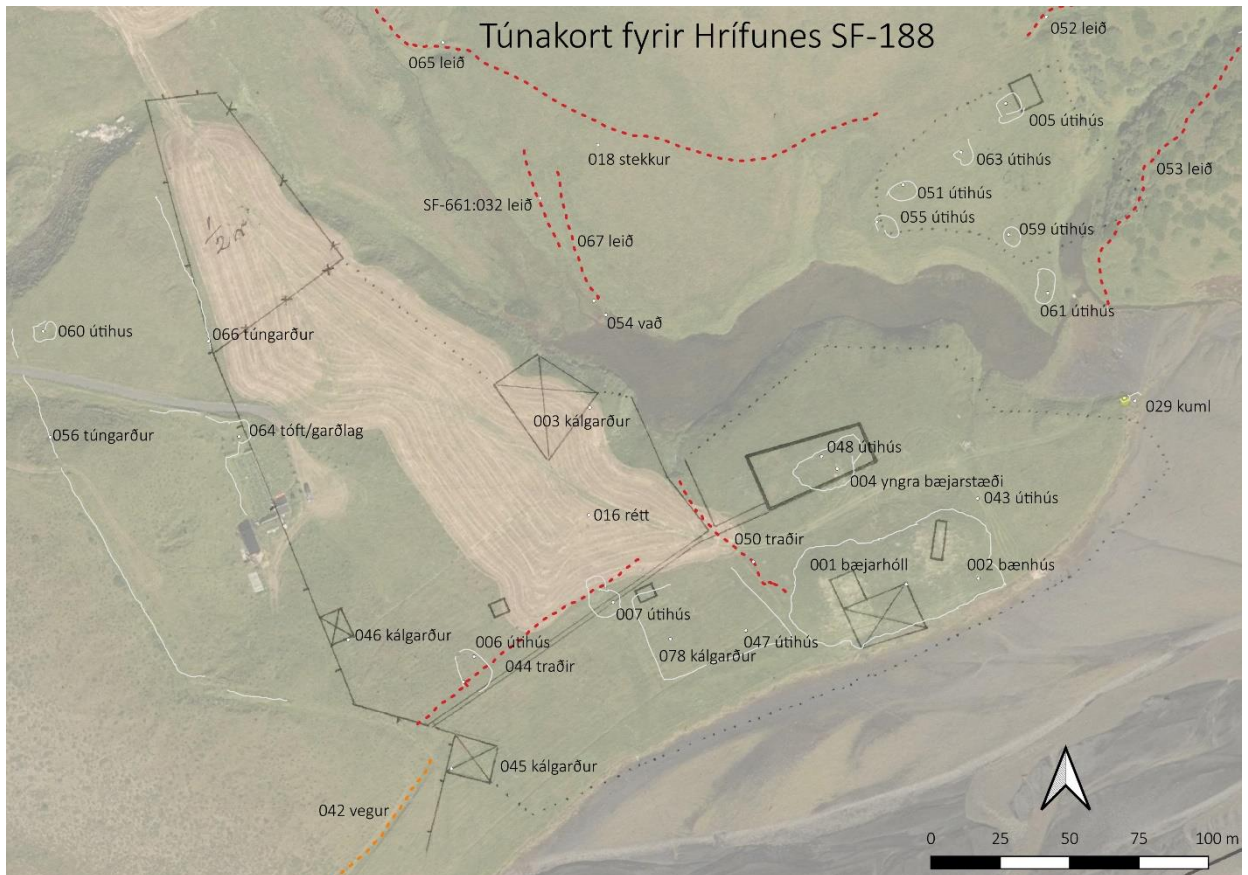 Túnakort fyrir Hrífunes SF-188
052 leið
065 leið
005 útihús
018 stekkur
063 útihús
053 leið
051 útihús
SF-661:032 leið
055 útihús
059 útihús
067 leið
061 útihús
054 vað
060 útihus
066 túngarður
029 kuml
003 kálgarður
056 túngarður
064 tóft/garðlag
048 útihús
004 yngra bæjarstæði
043 útihús
016 rétt
050 traðir
001 bæjarhóll
002 bænhús
007 útihús
046 kálgarður
006 útihús
078 kálgarður
047 útihús
044 traðir
045 kálgarður
042 vegur
0 25 50 75 100 m